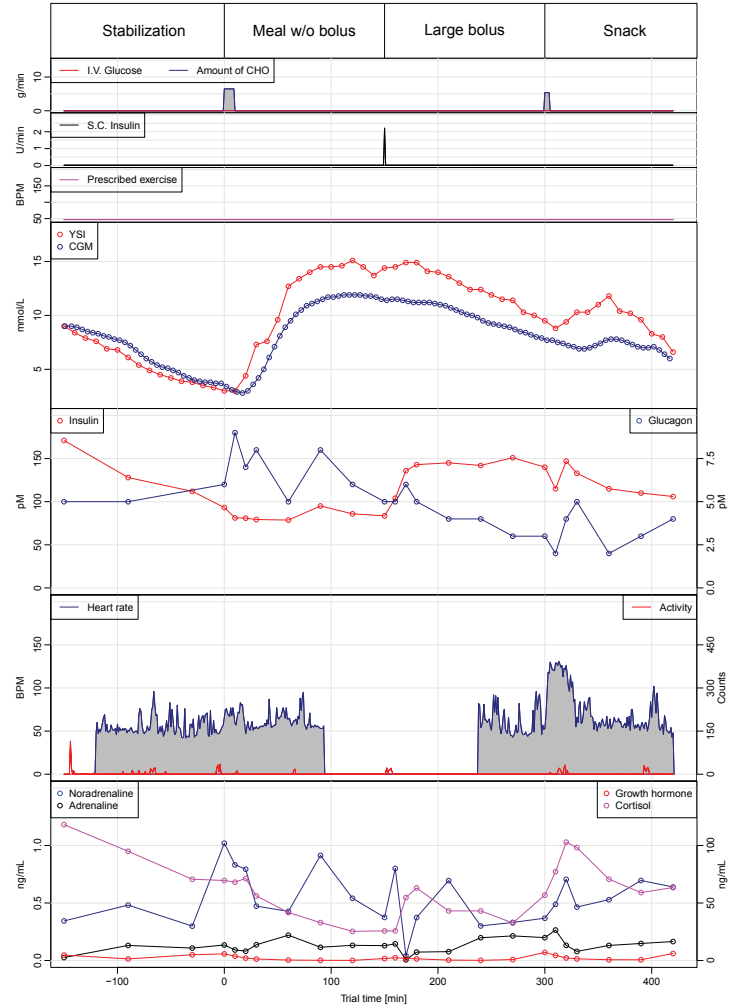 Stabilization Meal w/o bolus Large bolus Snack
I.V. Glucose Amount of CHO
g/min
10
0
S.C. Insulin
U/min
2
1
0
Prescribed exercise
BPM
150
50
YSI
CGM
mmol/L
15
10
5
Insulin Glucagon
pM
150
100
50
0
7.5
5.0
2.5
0.0
pM
Heart rate Activity
BPM
150
100
50
0
450
300
150
0
Counts
Noradrenaline Growth hormone
Adrenaline Cortisol
ng/mL
1.0
0.5
0.0
100
50
0
ng/mL
−100 0 100 200 300 400
Trial time [min]